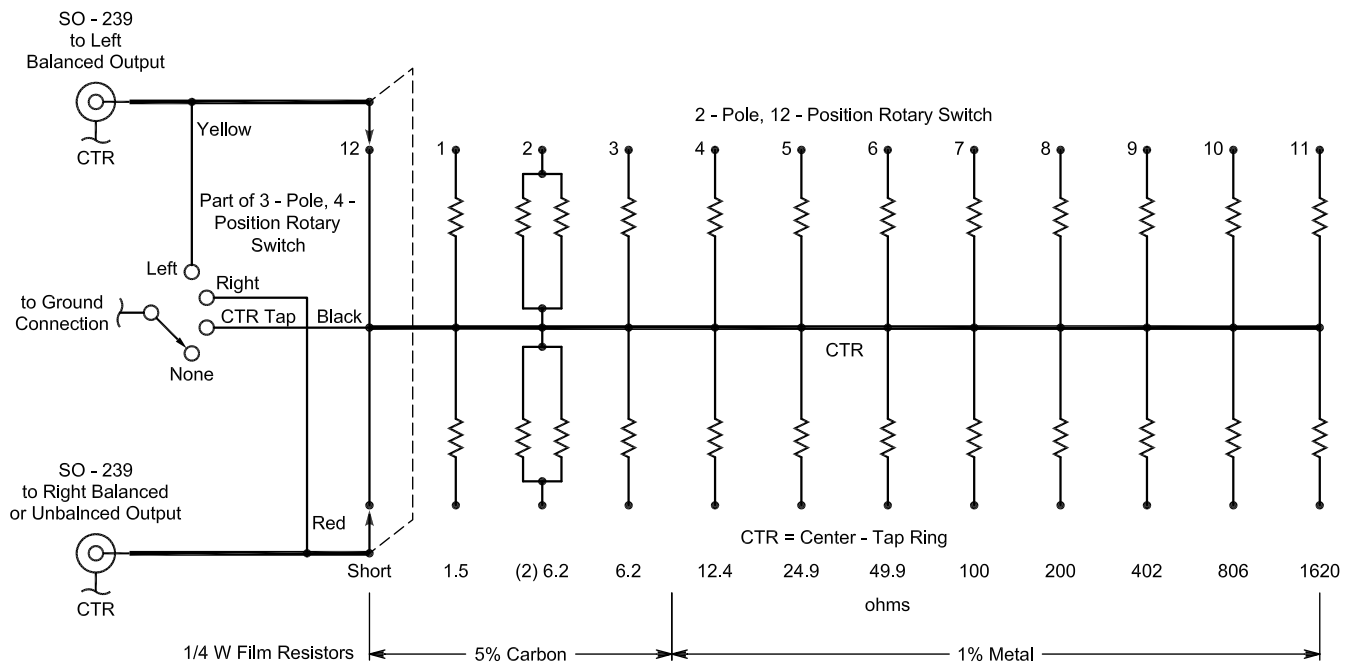 SO - 239
to Left
Balanced Output
CTR
Yellow
2 - Pole, 12 - Position Rotary Switch
12
1
2
3
4
5
6
7
8
9
10
11
Part of 3 - Pole, 4 -
Position Rotary
Switch
Left
Right
to Ground
Connection
CTR Tap
Black
None
CTR
SO - 239
to Right Balanced
or Unbalnced Output
Red
CTR
CTR = Center - Tap Ring
Short
1.5
(2) 6.2
6.2
12.4
24.9
49.9
100
200
402
806
1620
ohms
1/4 W Film Resistors
5% Carbon
1% Metal